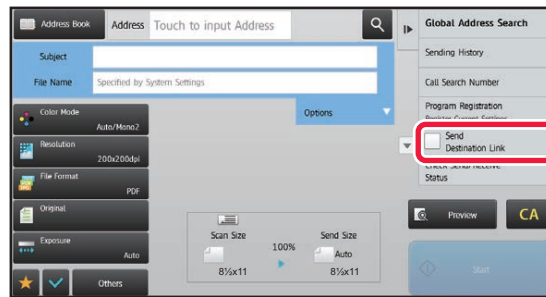 Address Book
Address
Touch to input Address
Global Address Search
Subject
Sending History
File Name
Specified by System Settings
Call Search Number
Color Mode
Auto/Mono2
Options
Program Registration
Register Current Settings
Resolution
200x200dpi
Send
Destination Link
File Format
PDF
Check Send/Receive
Status
Original
Scan Size
100%
Send Size
Auto
8½x11
8½x11
Preview
CA
Exposure
Auto
Others
Start